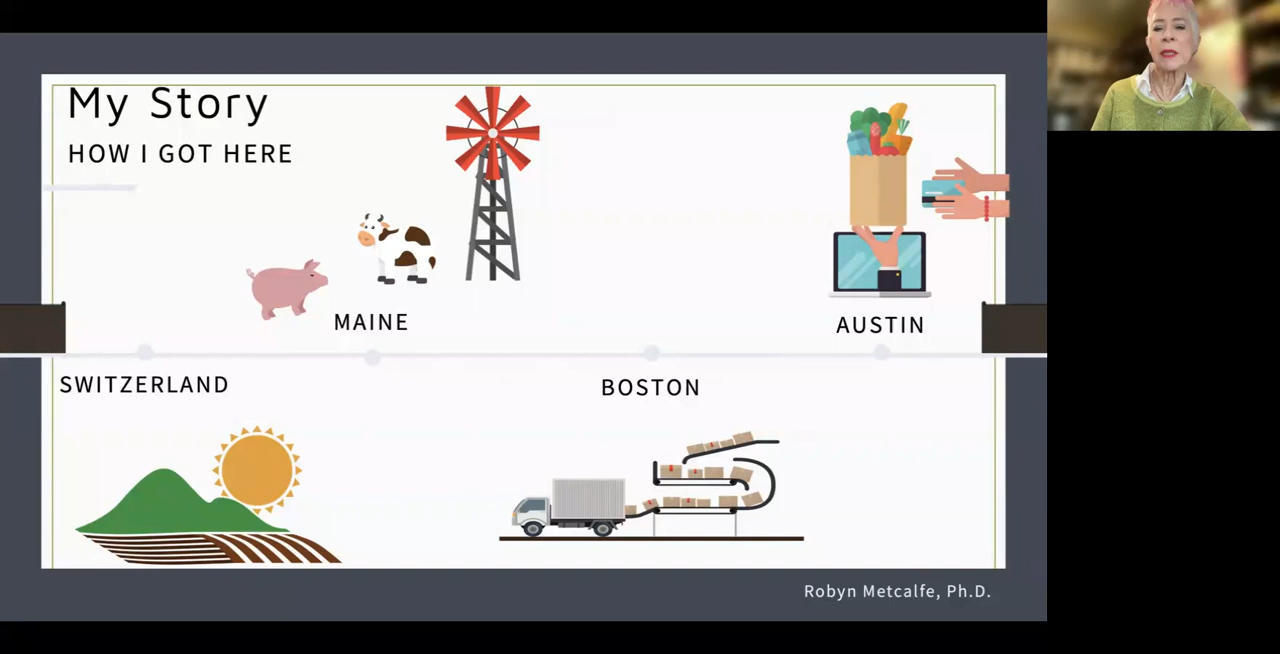 My Story
HOW I GOT HERE
MAINE
AUSTIN
SWITZERLAND
BOSTON
Robyn Metcalfe, Ph.D.